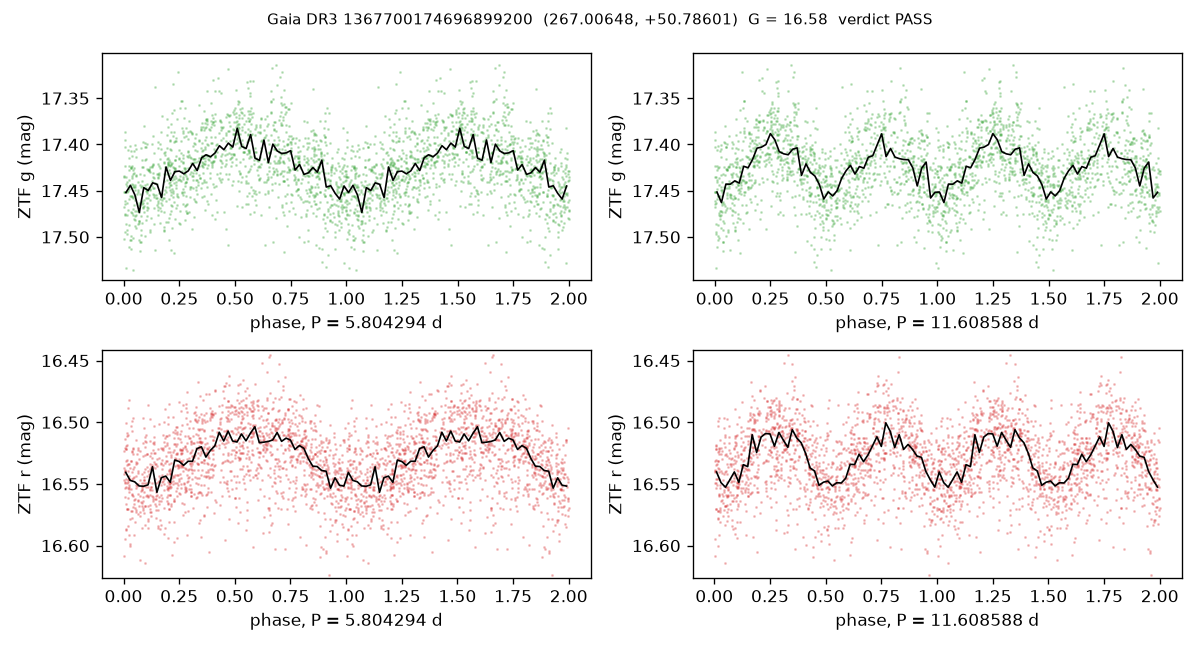 Gaia DR3 1367700174696899200  (267.00648, +50.78601)  G = 16.58  verdict PASS
ZTF g (mag)
17.35
17.40
17.45
17.50
0.00 0.25 0.50 0.75 1.00 1.25 1.50 1.75 2.00
phase, P = 5.804294 d
ZTF g (mag)
17.35
17.40
17.45
17.50
0.00 0.25 0.50 0.75 1.00 1.25 1.50 1.75 2.00
phase, P = 11.608588 d
ZTF r (mag)
16.45
16.50
16.55
16.60
0.00 0.25 0.50 0.75 1.00 1.25 1.50 1.75 2.00
phase, P = 5.804294 d
ZTF r (mag)
16.45
16.50
16.55
16.60
0.00 0.25 0.50 0.75 1.00 1.25 1.50 1.75 2.00
phase, P = 11.608588 d